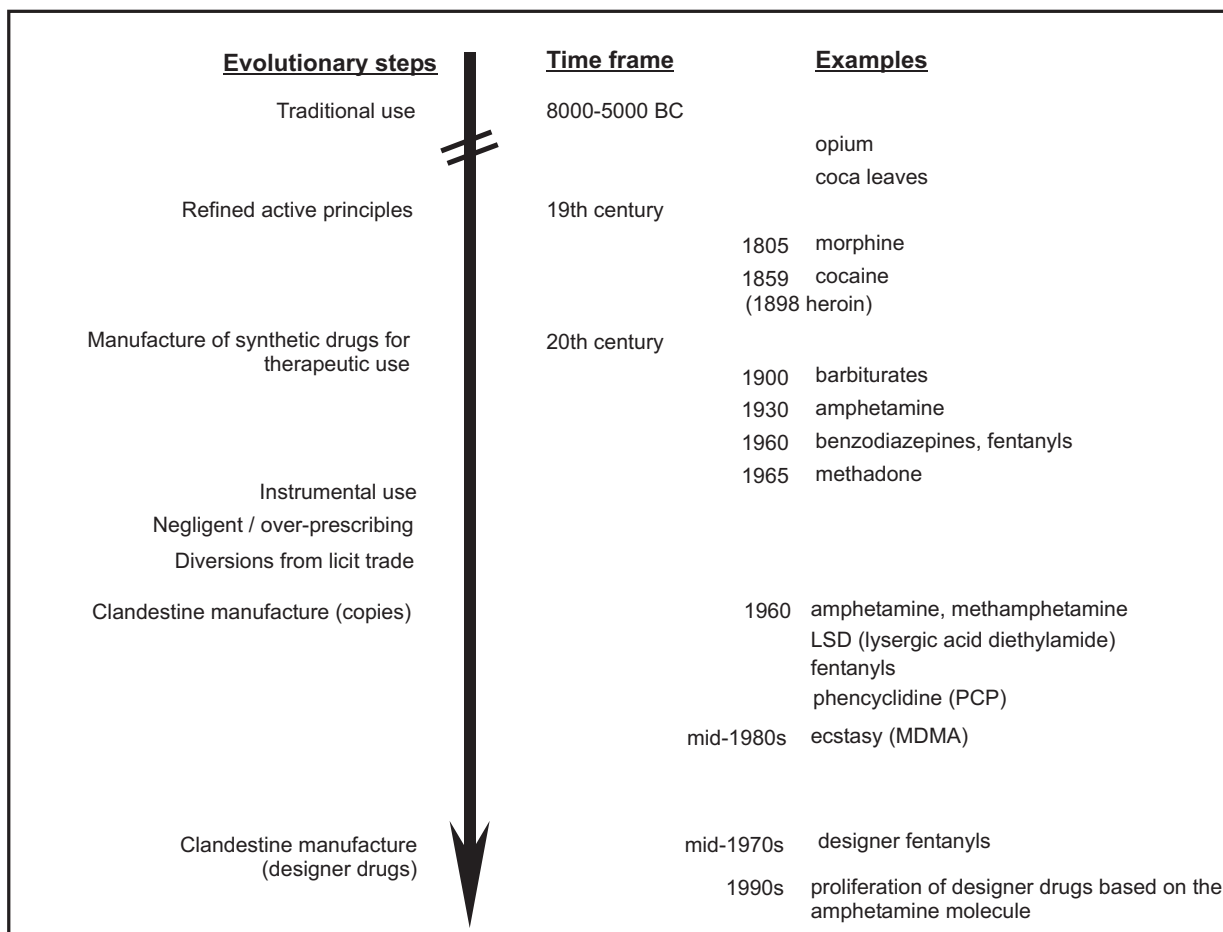 Evolutionary steps Time frame Examples
Traditional use 8000-5000 BC
opium
coca leaves
Refined active principles 19th century
1805 morphine
1859 cocaine
(1898 heroin)
Manufacture of synthetic drugs for 20th century
therapeutic use
1900 barbiturates
1930 amphetamine
1960 benzodiazepines, fentanyls
1965 methadone
Instrumental use
Negligent / over-prescribing
Diversions from licit trade
Clandestine manufacture (copies) 1960 amphetamine, methamphetamine
LSD (lysergic acid diethylamide)
fentanyls
phencyclidine (PCP)
mid-1980s ecstasy (MDMA)
Clandestine manufacture mid-1970s designer fentanyls
(designer drugs)
1990s proliferation of designer drugs based on the
amphetamine molecule